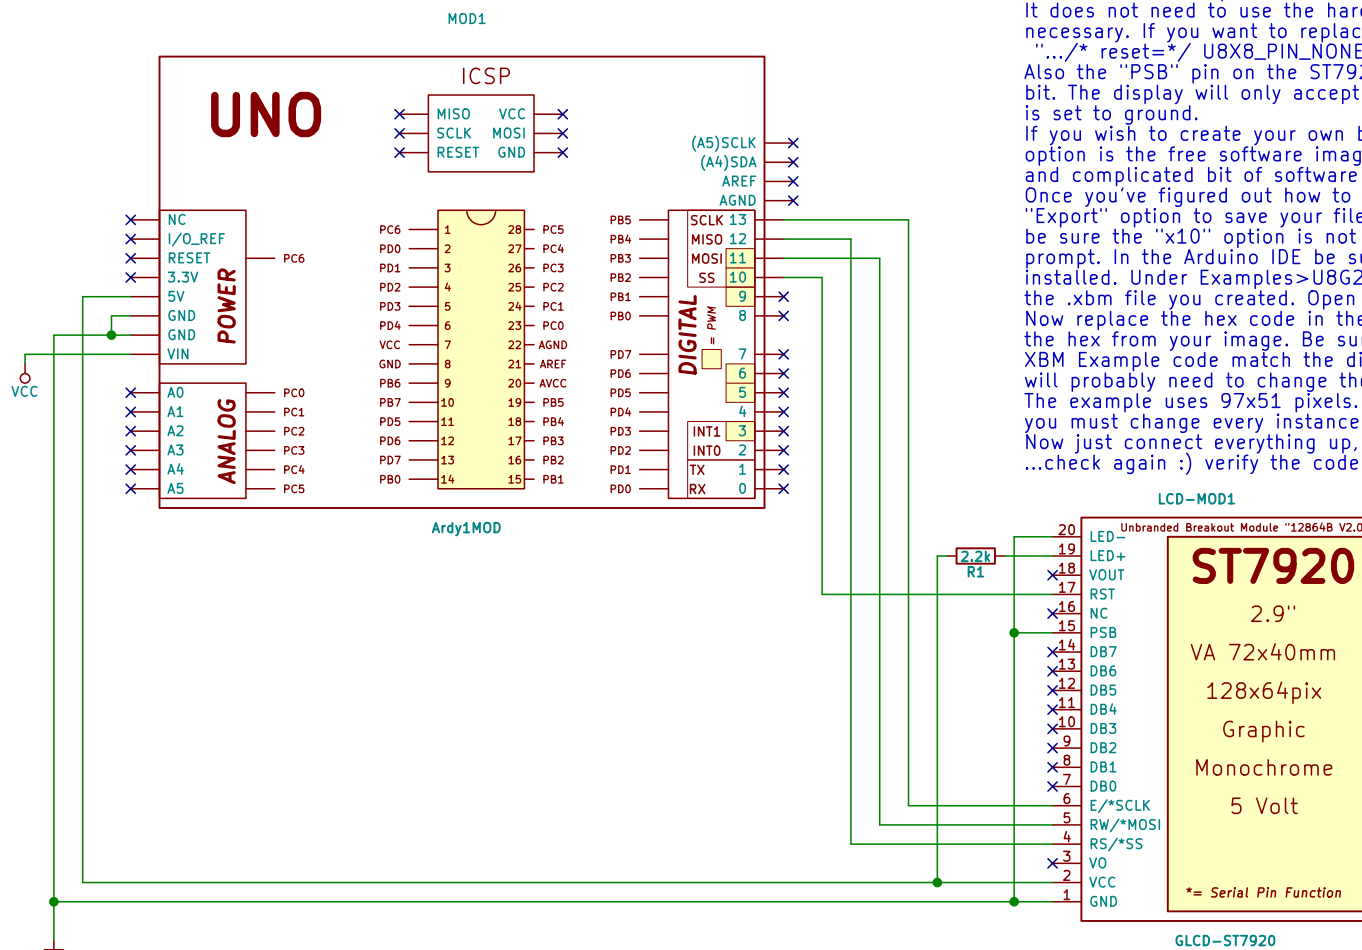 MOD1
UNO
ICSP
MISO VCC
SCLK MOSI
RESET GND
(A5)SCLK
(A4)SDA
AREF
AGND
NC
I/O_REF
RESET PC6
3.3V
5V
GND
GND
VIN
POWER
VCC
A0 PC0
A1 PC1
A2 PC2
A3 PC3
A4 PC4
A5 PC5
ANALOG
PC6 1 28 PC5
PD0 2 27 PC4
PD1 3 26 PC3
PD2 4 25 PC2
PD3 5 24 PC1
PD4 6 23 PC0
VCC 7 22 AGND
GND 8 21 AREF
PB6 9 20 AVCC
PB7 10 19 PB5
PD5 11 18 PB4
PD6 12 17 PB3
PD7 13 16 PB2
PB0 14 15 PB1
PB5 SCLK 13
PB4 MISO 12
PB3 MOSI 11
PB2 SS 10
PB1 9
PB0 8
PD7 7
PD6 6
PD5 5
PD4 4
PD3 INT1 3
PD2 INT0 2
PD1 TX 1
PD0 RX 0
DIGITAL
= PWM
Ardy1MOD
It does not need to use the har
necessary. If you want to replac
".../* reset=*/ U8X8_PIN_NONE
Also the "PSB" pin on the ST792
bit. The display will only accept
is set to ground.
If you wish to create your own b
option is the free software imag
and complicated bit of software
Once you've figured out how to
"Export" option to save your file
be sure the "x10" option is not
prompt. In the Arduino IDE be su
installed. Under Examples>U8G2
the .xbm file you created. Open
Now replace the hex code in the
the hex from your image. Be sur
XBM Example code match the di
will probably need to change the
The example uses 97x51 pixels.
you must change every instance
Now just connect everything up,
...check again :) verify the code
LCD-MOD1
Unbranded Breakout Module "12864B V2.0
20 LED-
19 LED+
18 VOUT
17 RST
16 NC
15 PSB
14 DB7
13 DB6
12 DB5
11 DB4
10 DB3
9 DB2
8 DB1
7 DB0
6 E/*SCLK
5 RW/*MOSI
4 RS/*SS
3 VO
2 VCC
1 GND
2.2k
R1
ST7920
2.9"
VA 72x40mm
128x64pix
Graphic
Monochrome
5 Volt
*= Serial Pin Function
GLCD-ST7920